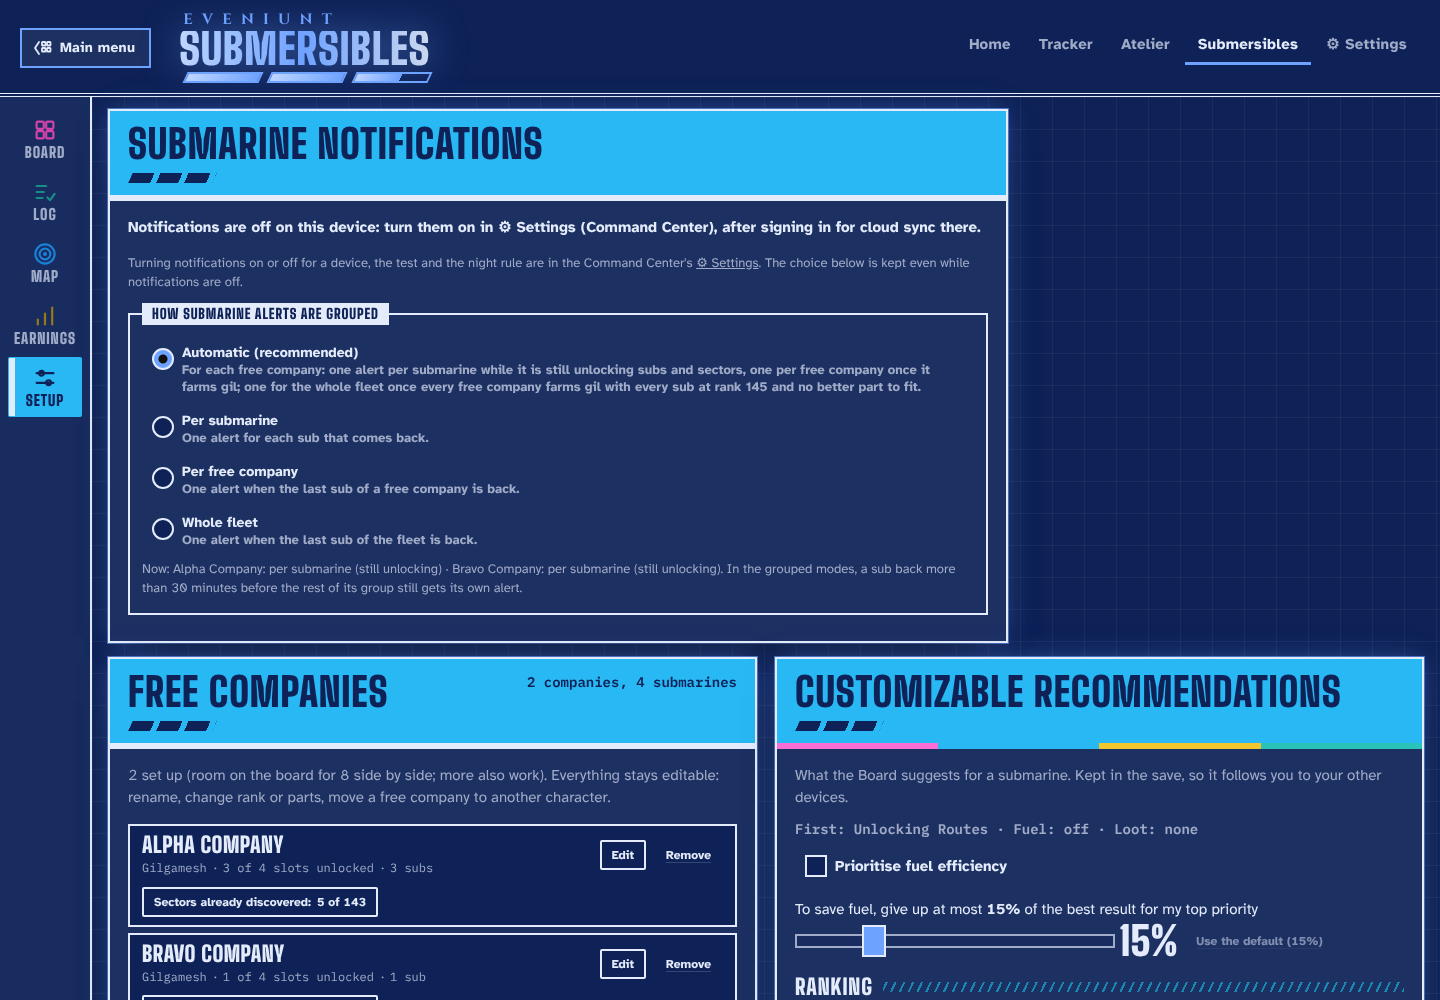 Main menu
EVENIUNT
SUBMERSIBLES
Home
Tracker
Atelier
Submersibles
⚙ Settings
BOARD
LOG
MAP
EARNINGS
SETUP
SUBMARINE NOTIFICATIONS
Notifications are off on this device: turn them on in ⚙ Settings (Command Center), after signing in for cloud sync there.
Turning notifications on or off for a device, the test and the night rule are in the Command Center's ⚙ Settings. The choice below is kept even while
notifications are off.
HOW SUBMARINE ALERTS ARE GROUPED
Automatic (recommended)
For each free company: one alert per submarine while it is still unlocking subs and sectors, one per free company once it
farms gil; one for the whole fleet once every free company farms gil with every sub at rank 145 and no better part to fit.
Per submarine
One alert for each sub that comes back.
Per free company
One alert when the last sub of a free company is back.
Whole fleet
One alert when the last sub of the fleet is back.
Now: Alpha Company: per submarine (still unlocking) · Bravo Company: per submarine (still unlocking). In the grouped modes, a sub back more
than 30 minutes before the rest of its group still gets its own alert.
FREE COMPANIES
2 companies, 4 submarines
2 set up (room on the board for 8 side by side; more also work). Everything stays editable:
rename, change rank or parts, move a free company to another character.
ALPHA COMPANY
Gilgamesh · 3 of 4 slots unlocked · 3 subs
Edit
Remove
Sectors already discovered: 5 of 143
BRAVO COMPANY
Gilgamesh · 1 of 4 slots unlocked · 1 sub
Edit
Remove
CUSTOMIZABLE RECOMMENDATIONS
What the Board suggests for a submarine. Kept in the save, so it follows you to your other
devices.
First: Unlocking Routes · Fuel: off · Loot: none
Prioritise fuel efficiency
To save fuel, give up at most 15% of the best result for my top priority
15%
Use the default (15%)
RANKING